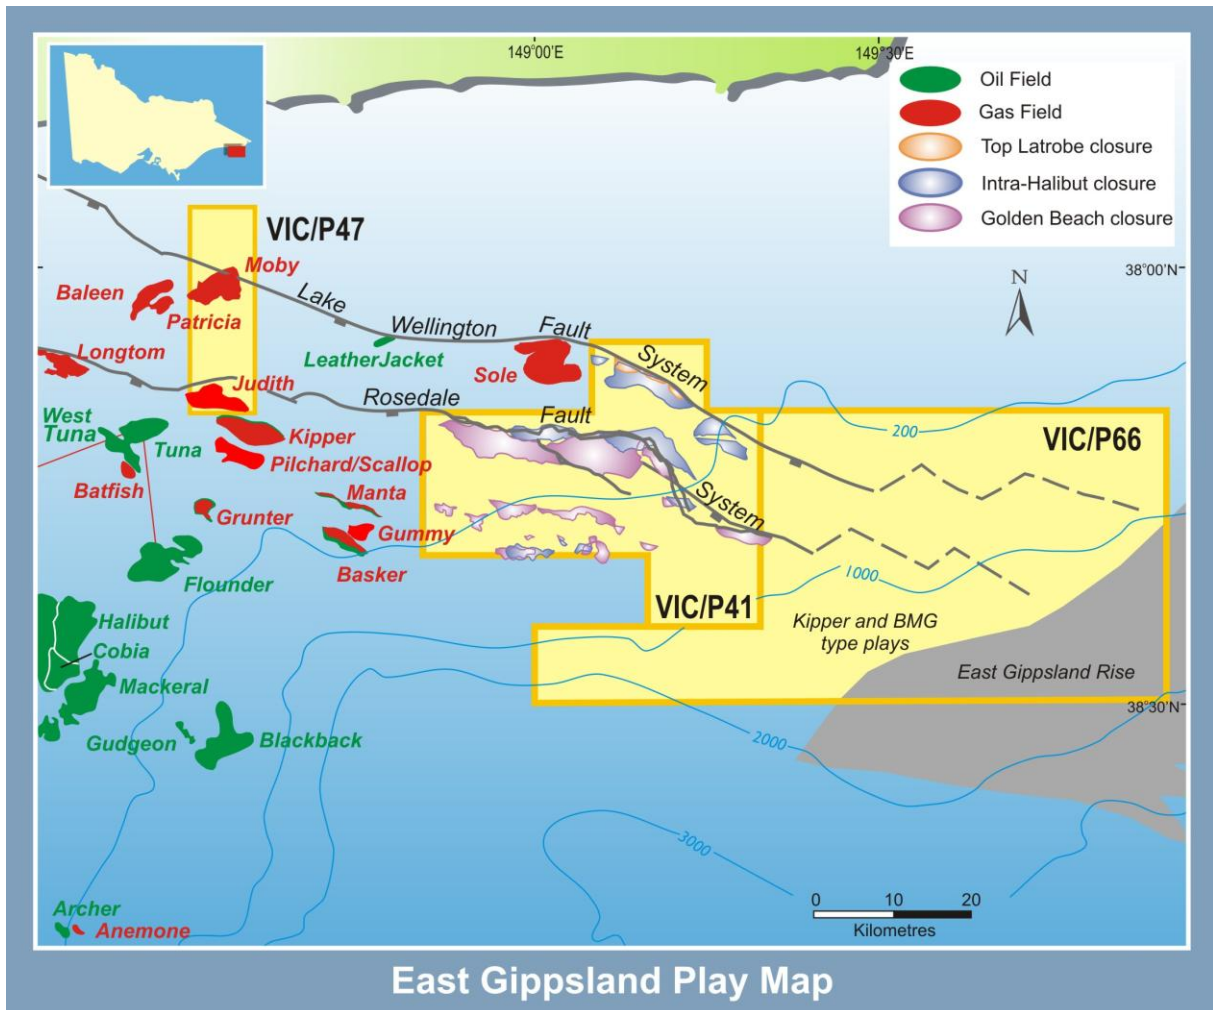 149°00'E
149°30'E
Oil Field
Gas Field
Top Latrobe closure
Intra-Halibut closure
Golden Beach closure
VIC/P47
Moby
38°00'N
N
Baleen
Lake
Patricia
Wellington
Fault
Longtom
LeatherJacket
System
Sole
Judith
Rosedale
Fault
West
Tuna
Tuna
Kipper
200
VIC/P66
Pilchard/Scallop
Batfish
Manta
System
Grunter
Gummy
Basker
Flounder
1000
VIC/P41
Halibut
Kipper and BMG
type plays
Cobia
East Gippsland Rise
Mackeral
38°30'N
Gudgeon
Blackback
2000
3000
0 10 20
Kilometres
Archer
Anemone
East Gippsland Play Map